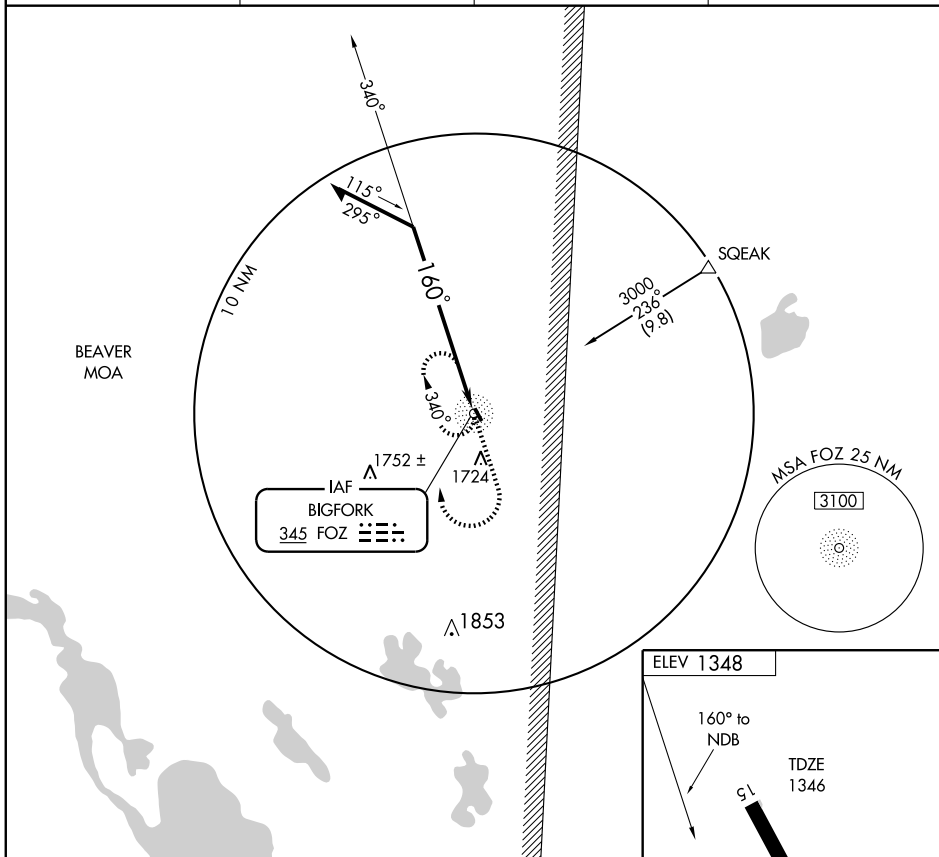 340°
115°
295°
160°
10 NM
SQEAK
3000
236°
(9.8)
BEAVER
MOA
340°
1752 ±
1724
IAF
BIGFORK
345 FOZ
MSA FOZ 25 NM
3100
1853
ELEV 1348
160° to
NDB
TDZE
1346
15